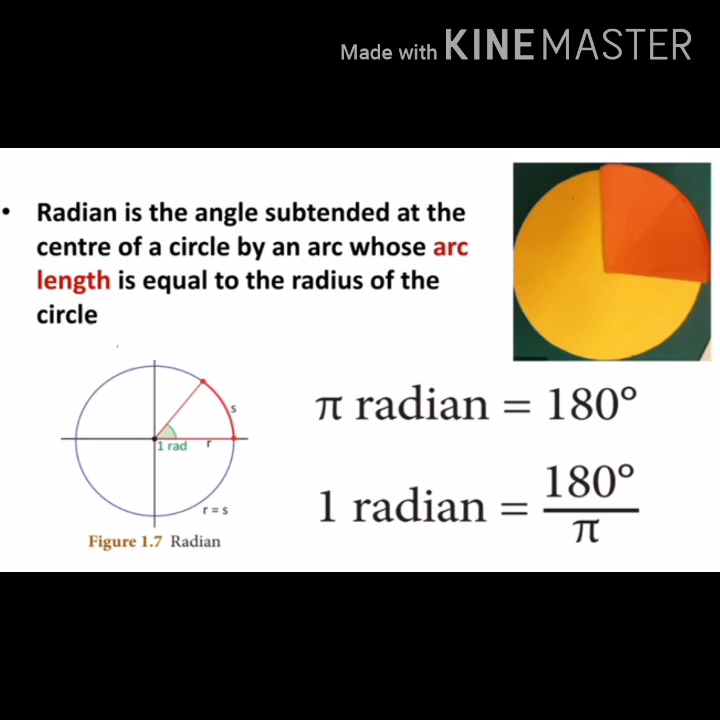 Made with KINEMASTER
• Radian is the angle subtended at the
centre of a circle by an arc whose arc
length is equal to the radius of the
circle
s
1 rad r
r = s
Figure 1.7 Radian
π radian = 180°
1 radian = 180°
π